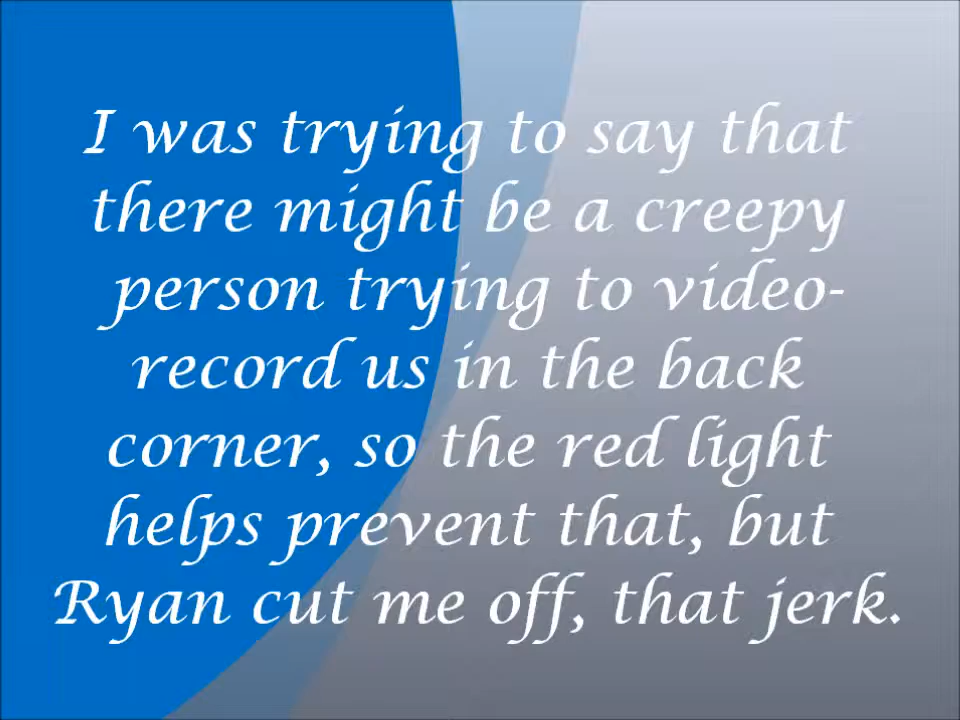 I was trying to say that
there might be a creepy
person trying to video-
record us in the back
corner, so the red light
helps prevent that, but
Ryan cut me off, that jerk.